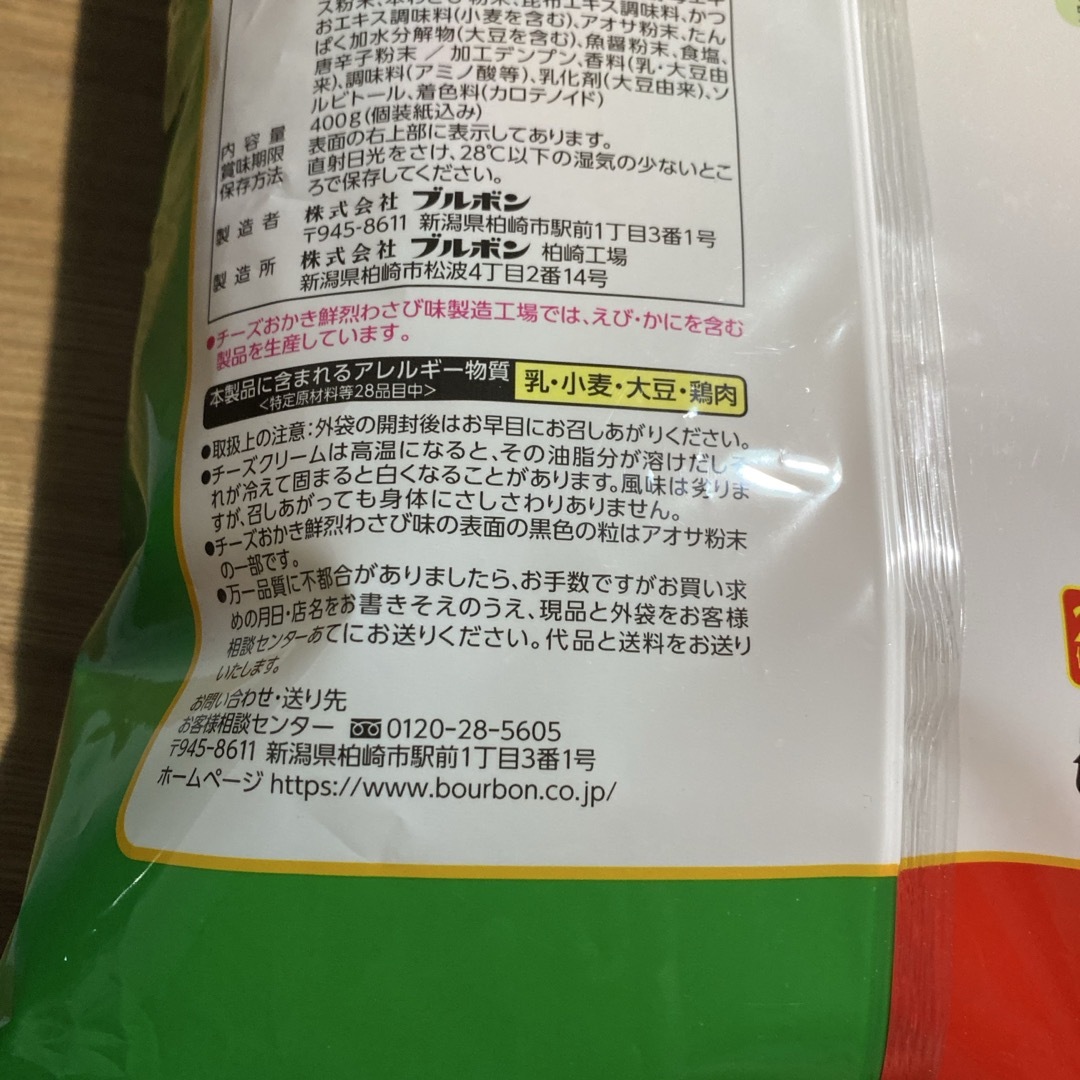 ス粉末、本わさび粉末、昆布エキス調味料、かつ
おエキス調味料(小麦を含む)、アオサ粉末、たん
ぱく加水分解物(大豆を含む)、魚醤粉末、食塩、
唐辛子粉末 / 加工デンプン、香料(乳・大豆由
来)、調味料(アミノ酸等)、乳化剤(大豆由来)、ソ
ルビトール、着色料(カロテノイド)
内容量 400g(個装紙込み)
賞味期限 表面の右上部に表示してあります。
保存方法 直射日光をさけ、28℃以下の湿気の少ないとこ
ろで保存してください。
製造者 株式会社 ブルボン
〒945-8611 新潟県柏崎市駅前1丁目3番1号
製造所 株式会社 ブルボン 柏崎工場
新潟県柏崎市松波4丁目2番14号
●チーズおかき鮮烈わさび味製造工場では、えび・かにを含む
製品を生産しています。
本製品に含まれるアレルギー物質 乳・小麦・大豆・鶏肉
<特定原材料等28品目中>
●取扱上の注意:外袋の開封後はお早目にお召しあがりください。
●チーズクリームは高温になると、その油脂分が溶けだしそ
れが冷えて固まると白くなることがあります。風味は劣りま
すが、召しあがっても身体にさしさわりありません。
●チーズおかき鮮烈わさび味の表面の黒色の粒はアオサ粉末
の一部です。
●万一品質に不都合がありましたら、お手数ですがお買い求
めの月日・店名をお書きそえのうえ、現品と外袋をお客様
相談センターあてにお送りください。代品と送料をお送り
いたします。
お問い合わせ・送り先
お客様相談センター 0120-28-5605
〒945-8611 新潟県柏崎市駅前1丁目3番1号
ホームページ https://www.bourbon.co.jp/